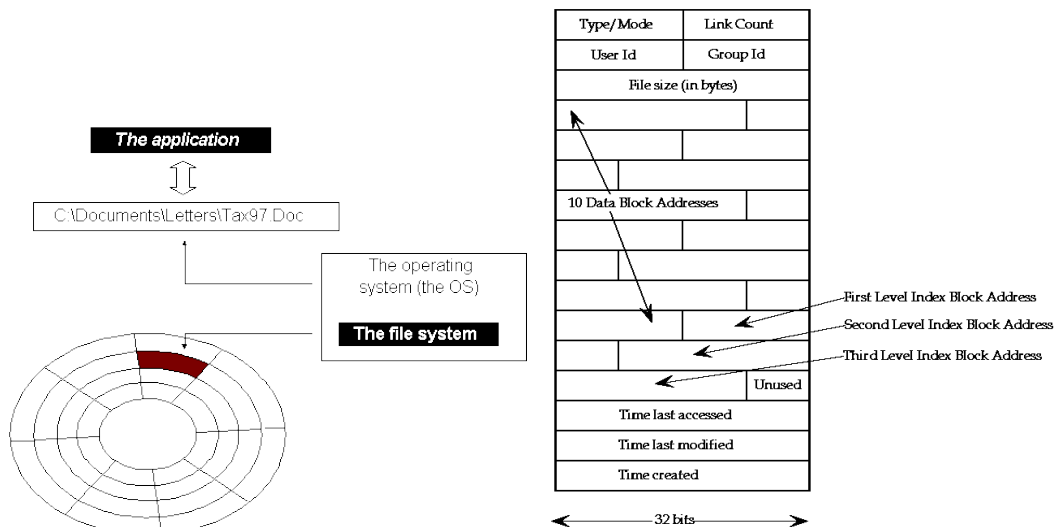 The application
C:\Documents\Letters\Tax97.Doc
The operating
system (the OS)
The file system
Type/Mode
Link Count
User Id
Group Id
File size (in bytes)
10 Data Block Addresses
First Level Index Block Address
Second Level Index Block Address
Third Level Index Block Address
Unused
Time last accessed
Time last modified
Time created
32 bits